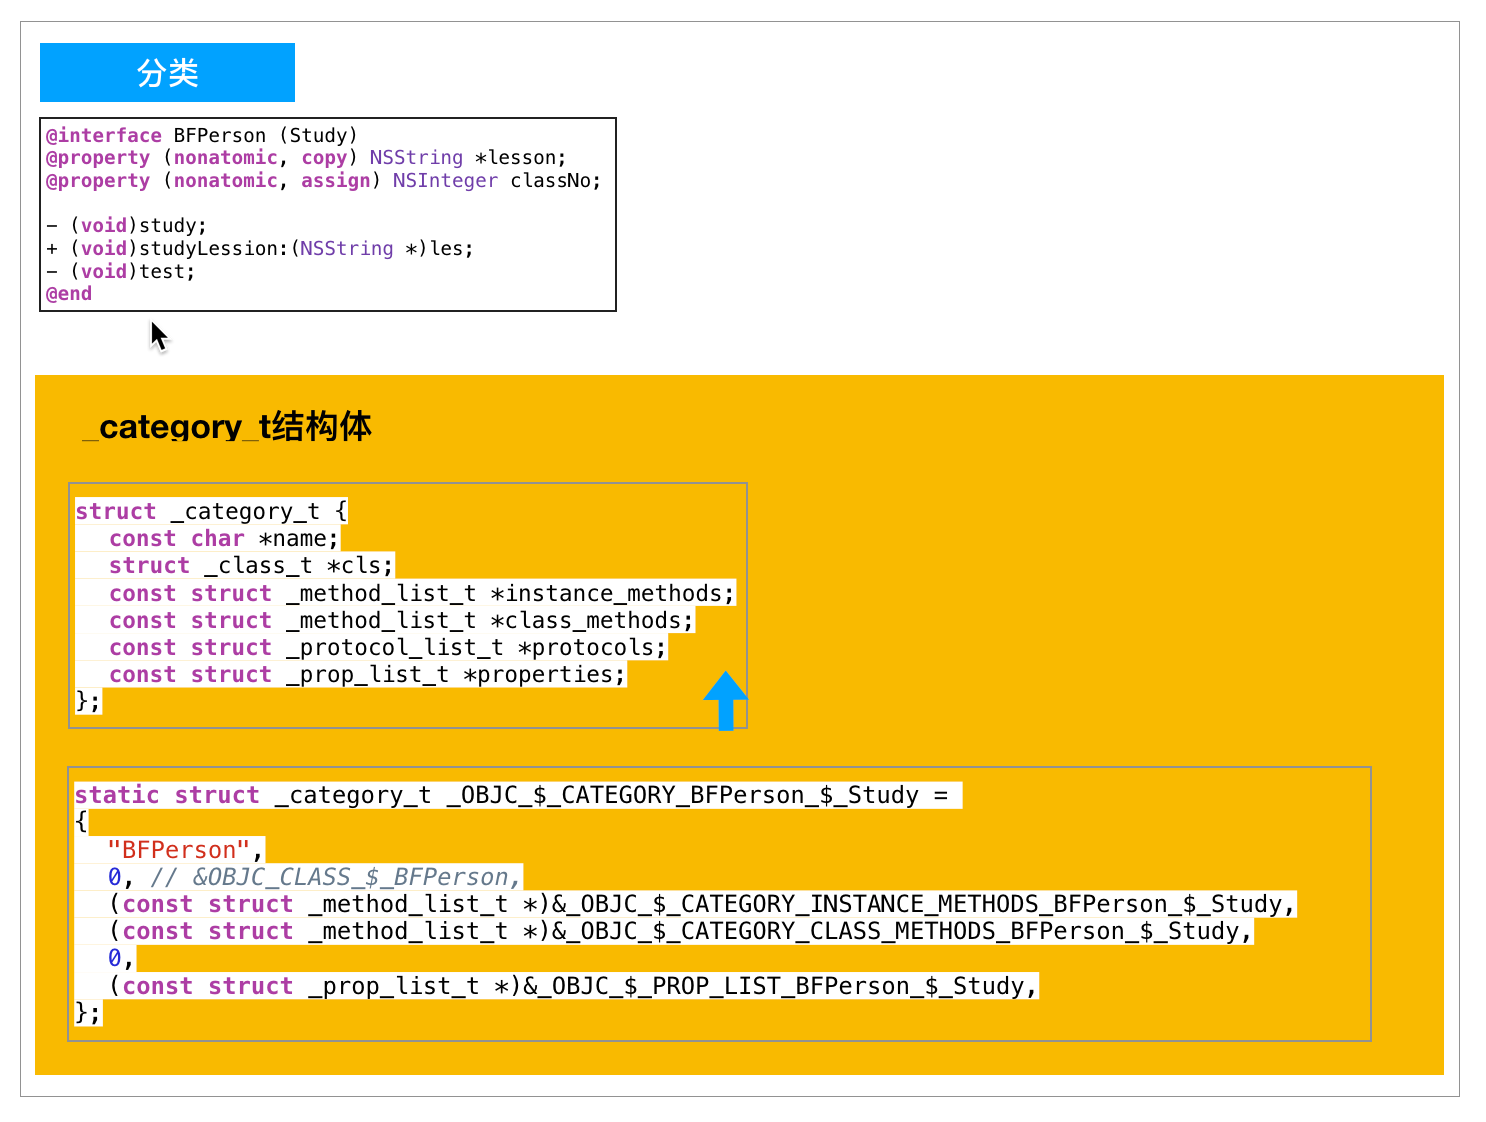 分类
@interface BFPerson (Study)
@property (nonatomic, copy) NSString *lesson;
@property (nonatomic, assign) NSInteger classNo;
- (void)study;
+ (void)studyLession:(NSString *)les;
- (void)test;
@end
_category_t结构体
struct _category_t {
const char *name;
struct _class_t *cls;
const struct _method_list_t *instance_methods;
const struct _method_list_t *class_methods;
const struct _protocol_list_t *protocols;
const struct _prop_list_t *properties;
};
static struct _category_t _OBJC_$_CATEGORY_BFPerson_$_Study =
{
"BFPerson",
0, // &OBJC_CLASS_$_BFPerson,
(const struct _method_list_t *)&_OBJC_$_CATEGORY_INSTANCE_METHODS_BFPerson_$_Study,
(const struct _method_list_t *)&_OBJC_$_CATEGORY_CLASS_METHODS_BFPerson_$_Study,
0,
(const struct _prop_list_t *)&_OBJC_$_PROP_LIST_BFPerson_$_Study,
};